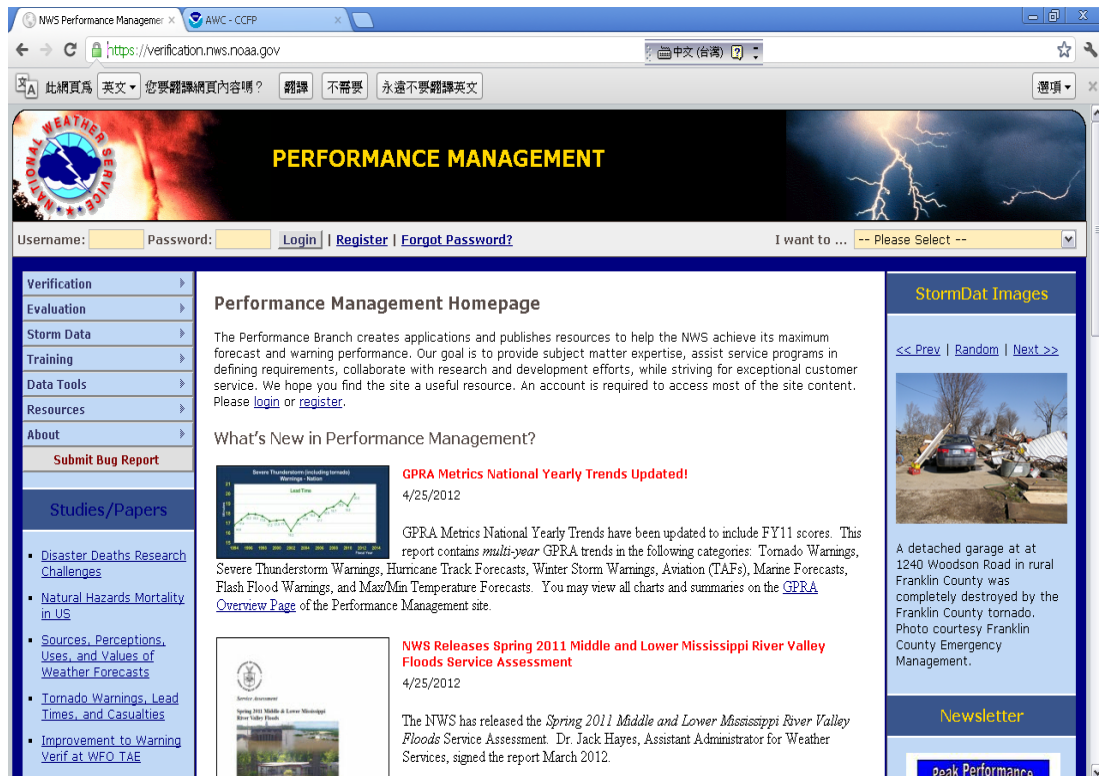 NWS Performance Managemer
AWC - CCFP
https://verification.nws.noaa.gov
中文 (台灣)
此網頁為 英文 您要翻譯網頁內容嗎？ 翻譯 不需要 永遠不要翻譯英文 選項
NATIONAL WEATHER SERVICE
PERFORMANCE MANAGEMENT
Username: Password: Login | Register | Forgot Password? I want to ... -- Please Select --
Verification
Evaluation
Storm Data
Training
Data Tools
Resources
About
Submit Bug Report
Studies/Papers
Disaster Deaths Research
Challenges
Natural Hazards Mortality
in US
Sources, Perceptions,
Uses, and Values of
Weather Forecasts
Tornado Warnings, Lead
Times, and Casualties
Improvement to Warning
Verif at WFO TAE
Performance Management Homepage
The Performance Branch creates applications and publishes resources to help the NWS achieve its maximum
forecast and warning performance. Our goal is to provide subject matter expertise, assist service programs in
defining requirements, collaborate with research and development efforts, while striving for exceptional customer
service. We hope you find the site a useful resource. An account is required to access most of the site content.
Please login or register.
What's New in Performance Management?
Severe Thunderstorm (including tornado)
Warnings - Nation
Lead Time
GPRA Metrics National Yearly Trends Updated!
4/25/2012
GPRA Metrics National Yearly Trends have been updated to include FY11 scores. This
report contains multi-year GPRA trends in the following categories: Tornado Warnings,
Severe Thunderstorm Warnings, Hurricane Track Forecasts, Winter Storm Warnings, Aviation (TAFs), Marine Forecasts,
Flash Flood Warnings, and Max/Min Temperature Forecasts. You may view all charts and summaries on the GPRA
Overview Page of the Performance Management site.
Service Assessment
Spring 2011 Middle & Lower Mississippi
River Valley Floods
NWS Releases Spring 2011 Middle and Lower Mississippi River Valley
Floods Service Assessment
4/25/2012
The NWS has released the Spring 2011 Middle and Lower Mississippi River Valley
Floods Service Assessment. Dr. Jack Hayes, Assistant Administrator for Weather
Services, signed the report March 2012.
StormDat Images
<< Prev | Random | Next >>
A detached garage at at
1240 Woodson Road in rural
Franklin County was
completely destroyed by the
Franklin County tornado.
Photo courtesy Franklin
County Emergency
Management.
Newsletter
Peak Performance